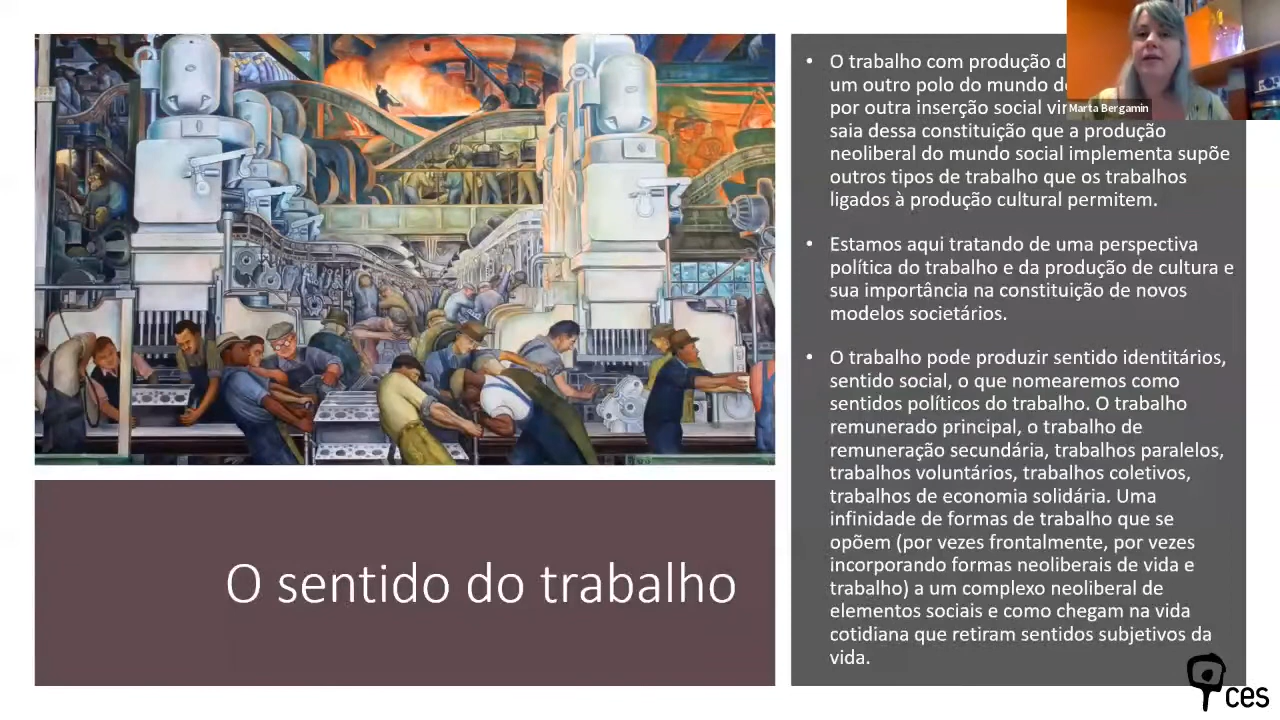 • O trabalho com produção
um outro polo do mundo
por outra inserção social
Marta Bergamin
saia dessa constituição que a produção
neoliberal do mundo social implementa supõe
outros tipos de trabalho que os trabalhos
ligados à produção cultural permitem.
• Estamos aqui tratando de uma perspectiva
política do trabalho e da produção de cultura e
sua importância na constituição de novos
modelos societários.
• O trabalho pode produzir sentido identitários,
sentido social, o que nomearemos como
sentidos políticos do trabalho. O trabalho
remunerado principal, o trabalho de
remuneração secundária, trabalhos paralelos,
trabalhos voluntários, trabalhos coletivos,
trabalhos de economia solidária. Uma
infinidade de formas de trabalho que se
opõem (por vezes frontalmente, por vezes
incorporando formas neoliberais de vida e
trabalho) a um complexo neoliberal de
elementos sociais e como chegam na vida
cotidiana que retiram sentidos subjetivos da
vida.
O sentido do trabalho
ces